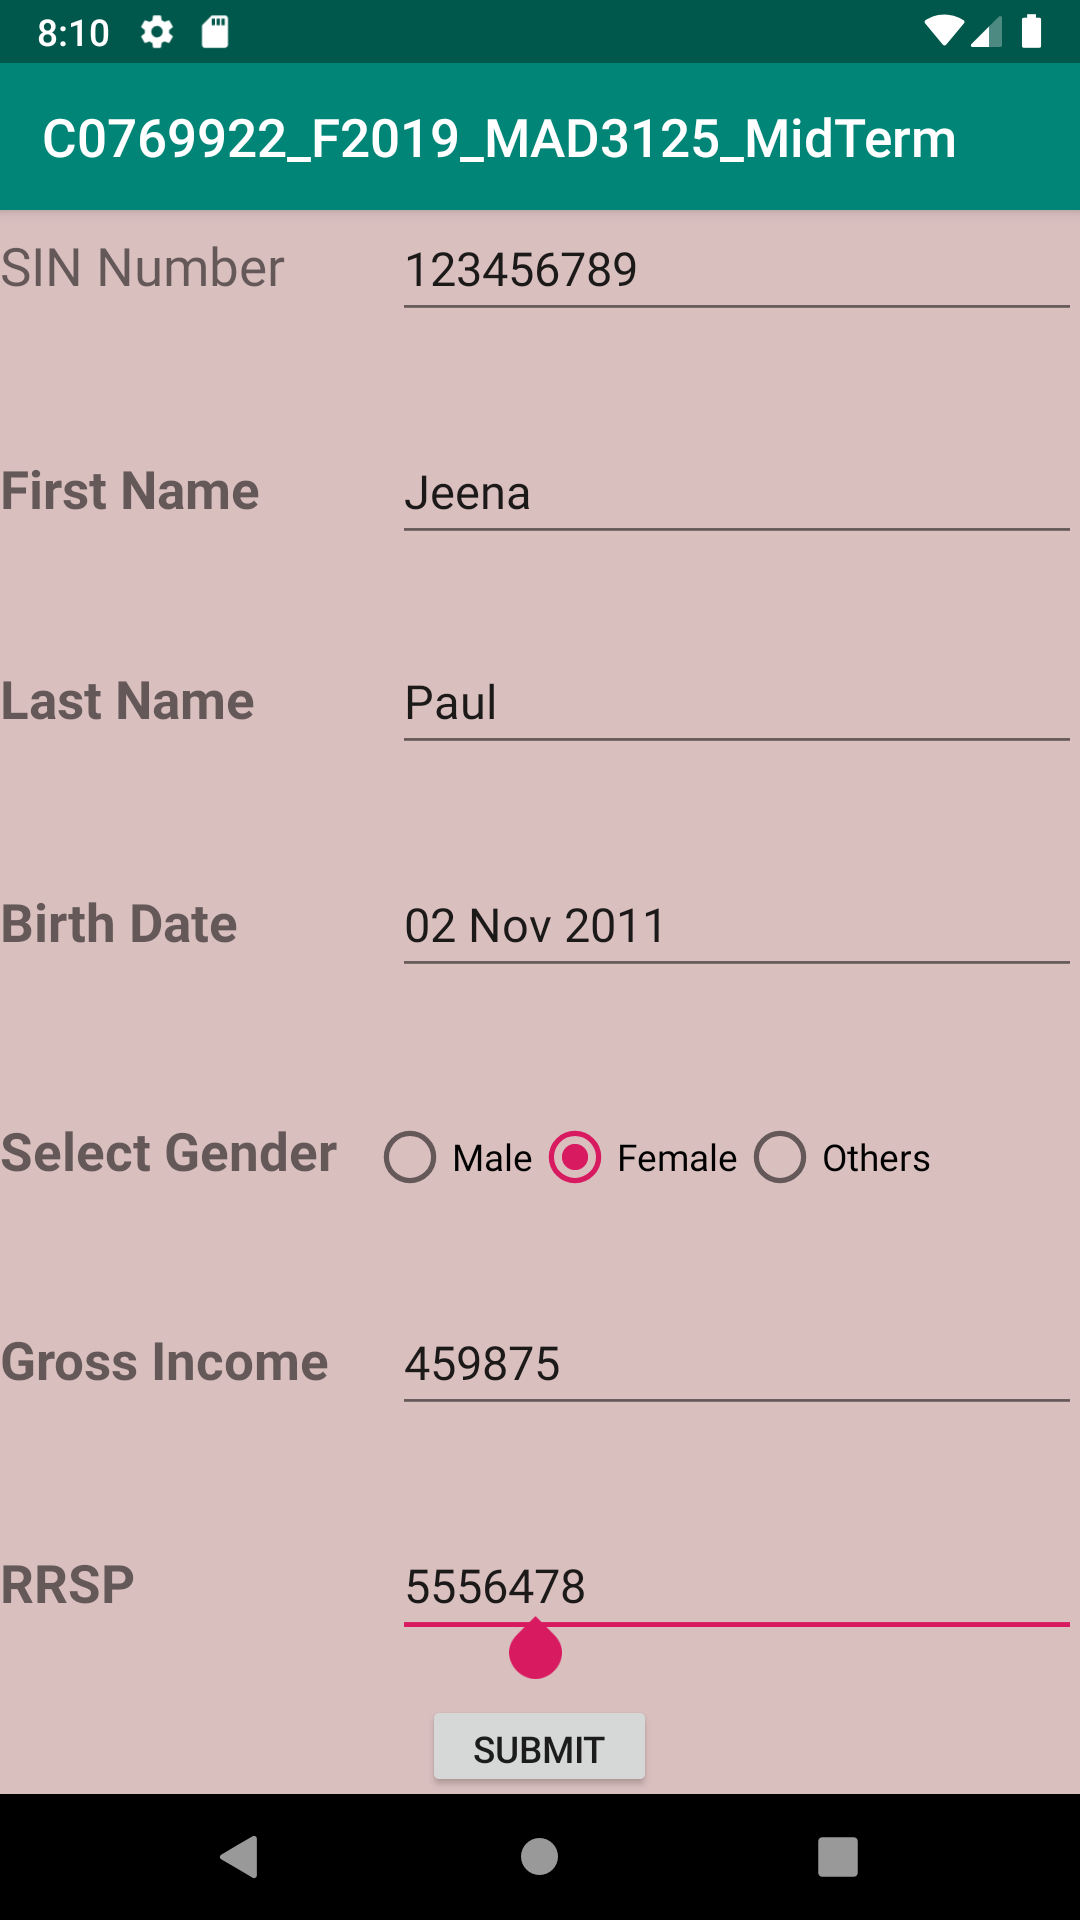 8:10
C0769922_F2019_MAD3125_MidTerm
SIN Number 123456789
First Name Jeena
Last Name Paul
Birth Date 02 Nov 2011
Select Gender Male Female Others
Gross Income 459875
RRSP 5556478
SUBMIT